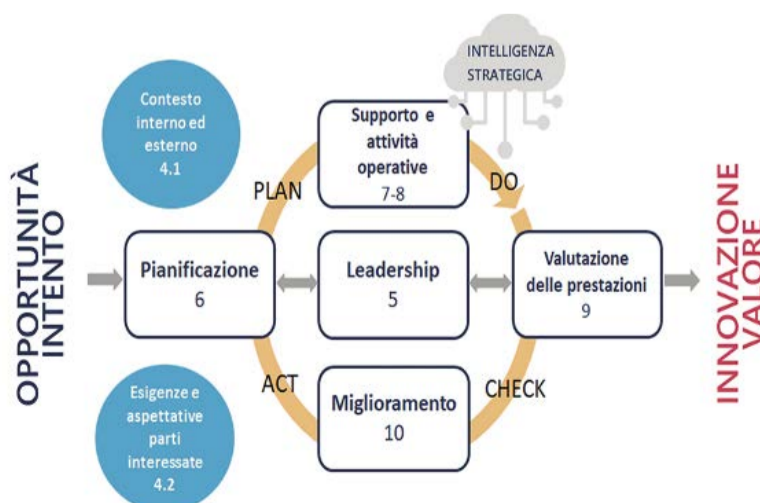 OPPORTUNITÀ
INTENTO
Contesto
interno ed
esterno
4.1
INTELLIGENZA
STRATEGICA
Supporto e
attività
operative
7-8
PLAN
DO
Pianificazione
6
Leadership
5
Valutazione
delle prestazioni
9
ACT
CHECK
Miglioramento
10
Esigenze e
aspettative
parti
interessate
4.2
INNOVAZIONE
VALORE